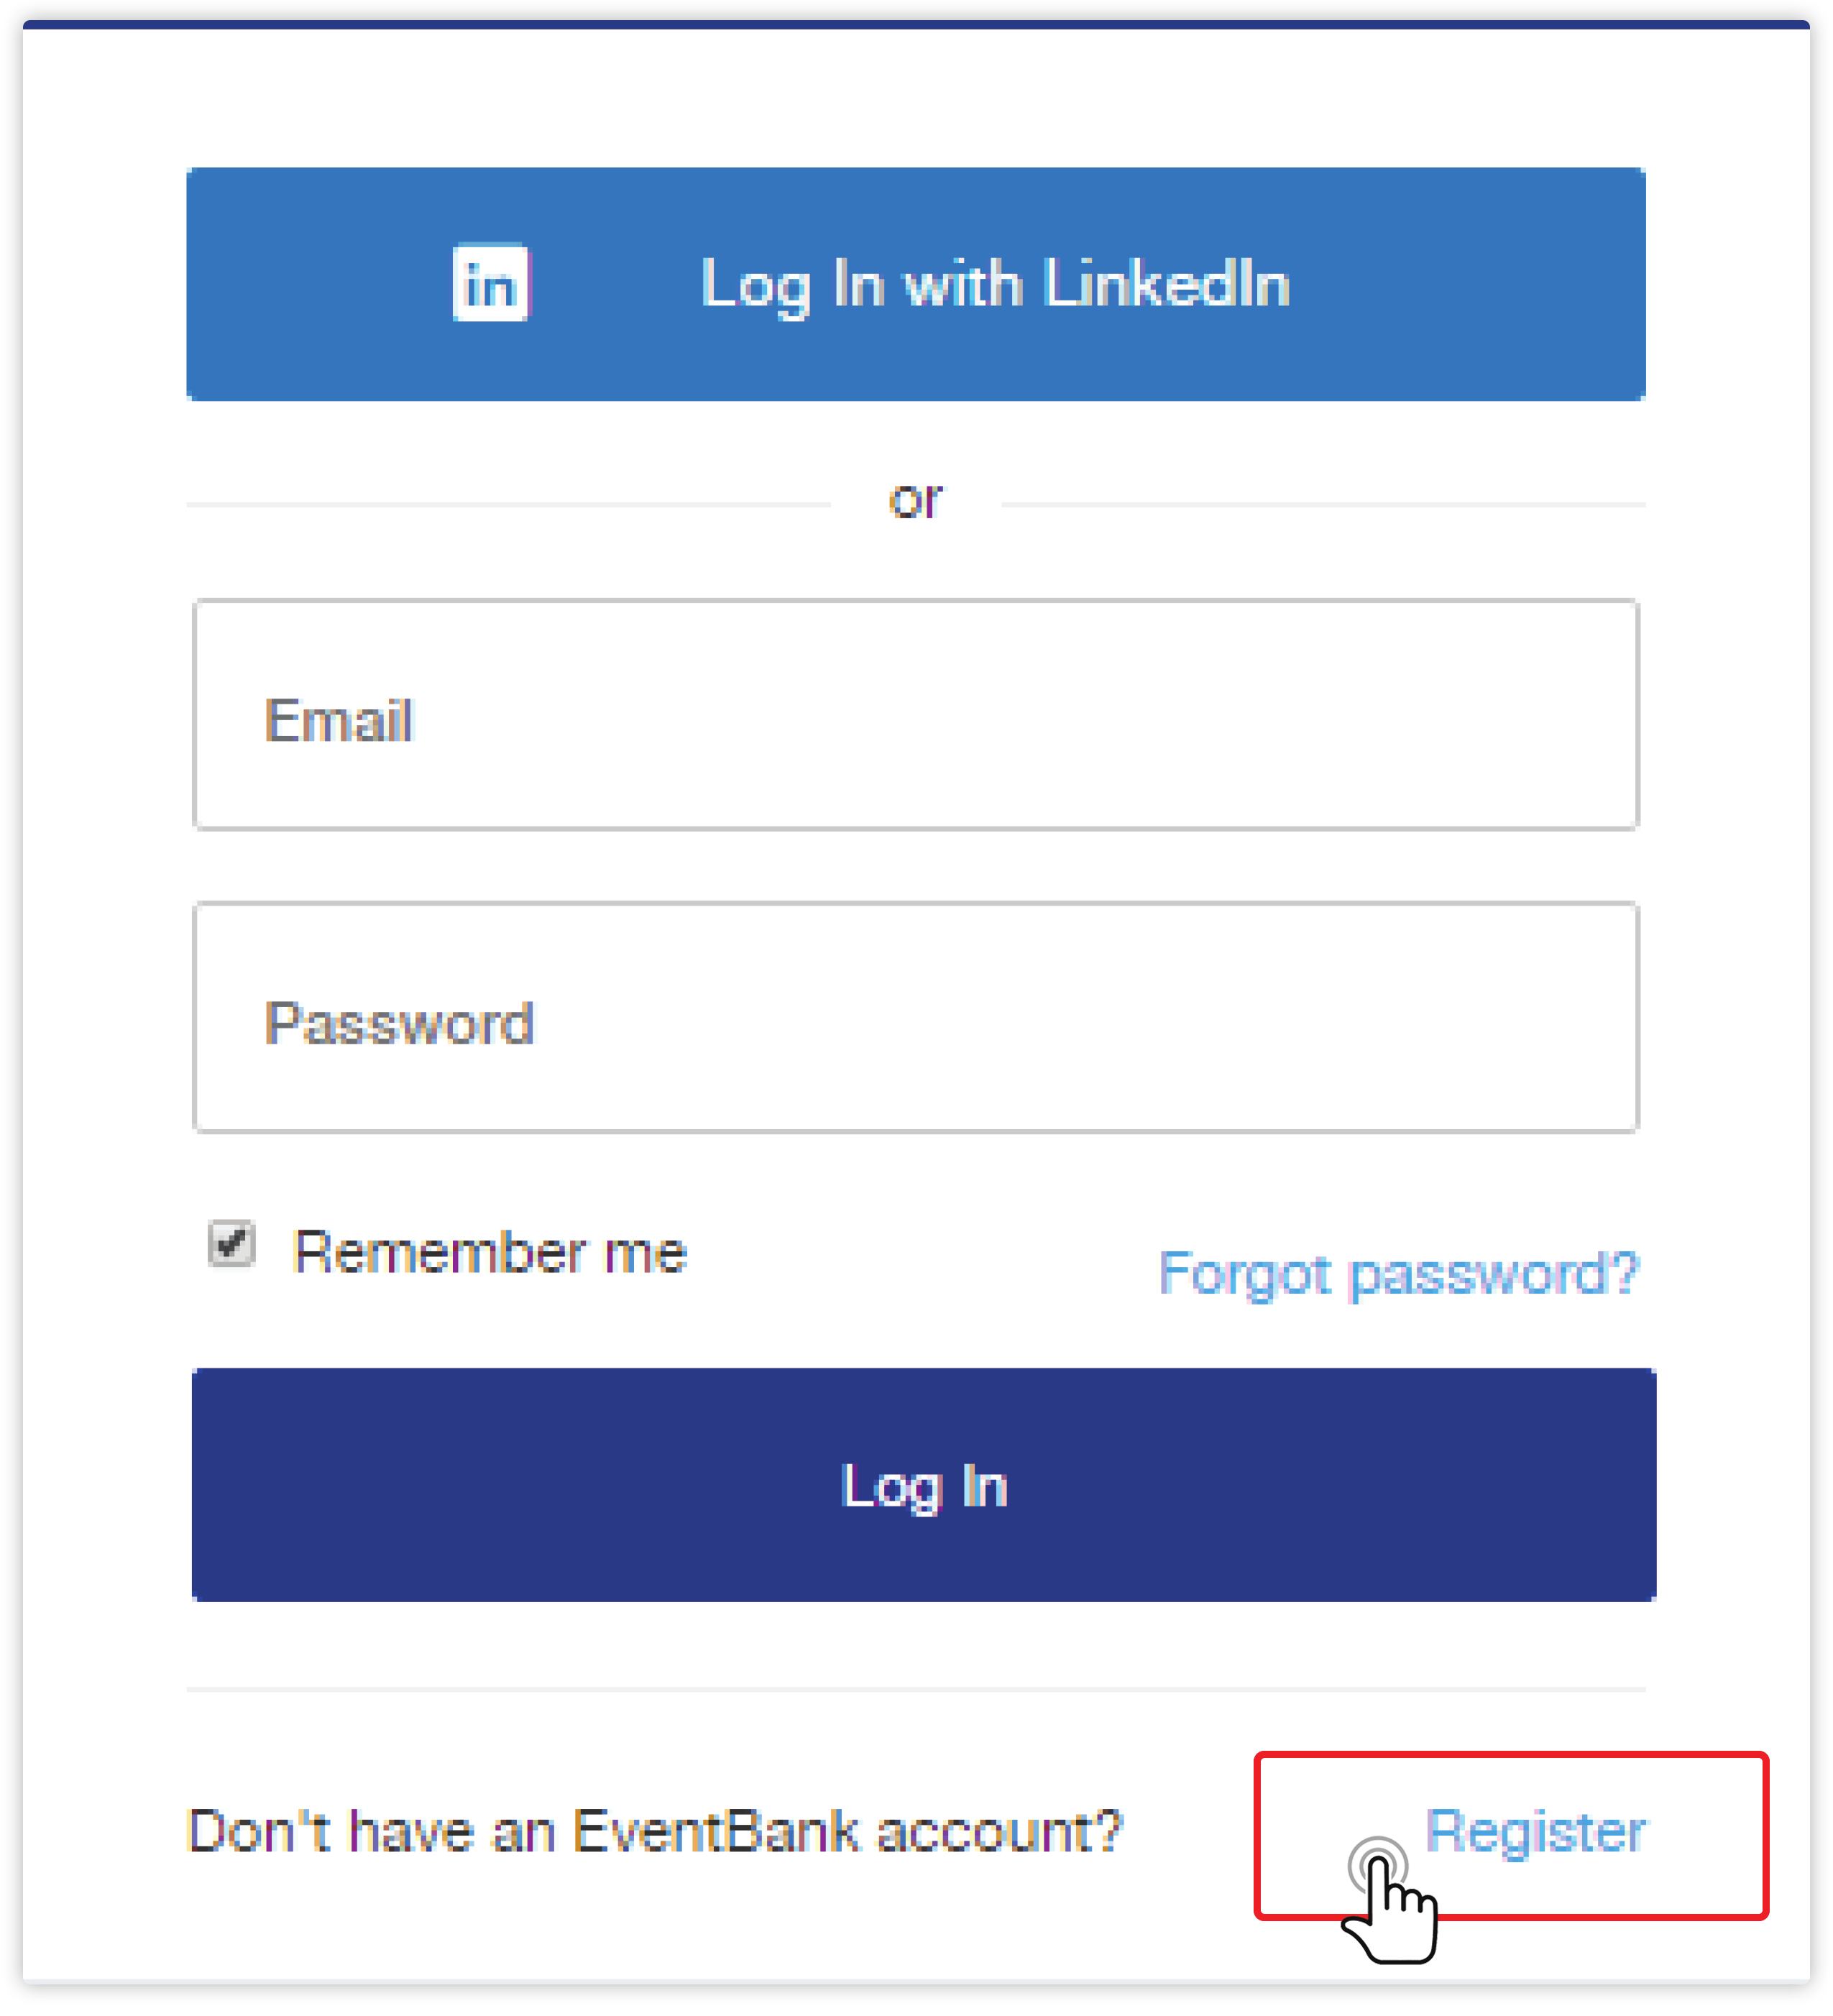 in Log In with LinkedIn
or
Email
Password
Remember me
Forgot password?
Log In
Don't have an EventBank account? Register